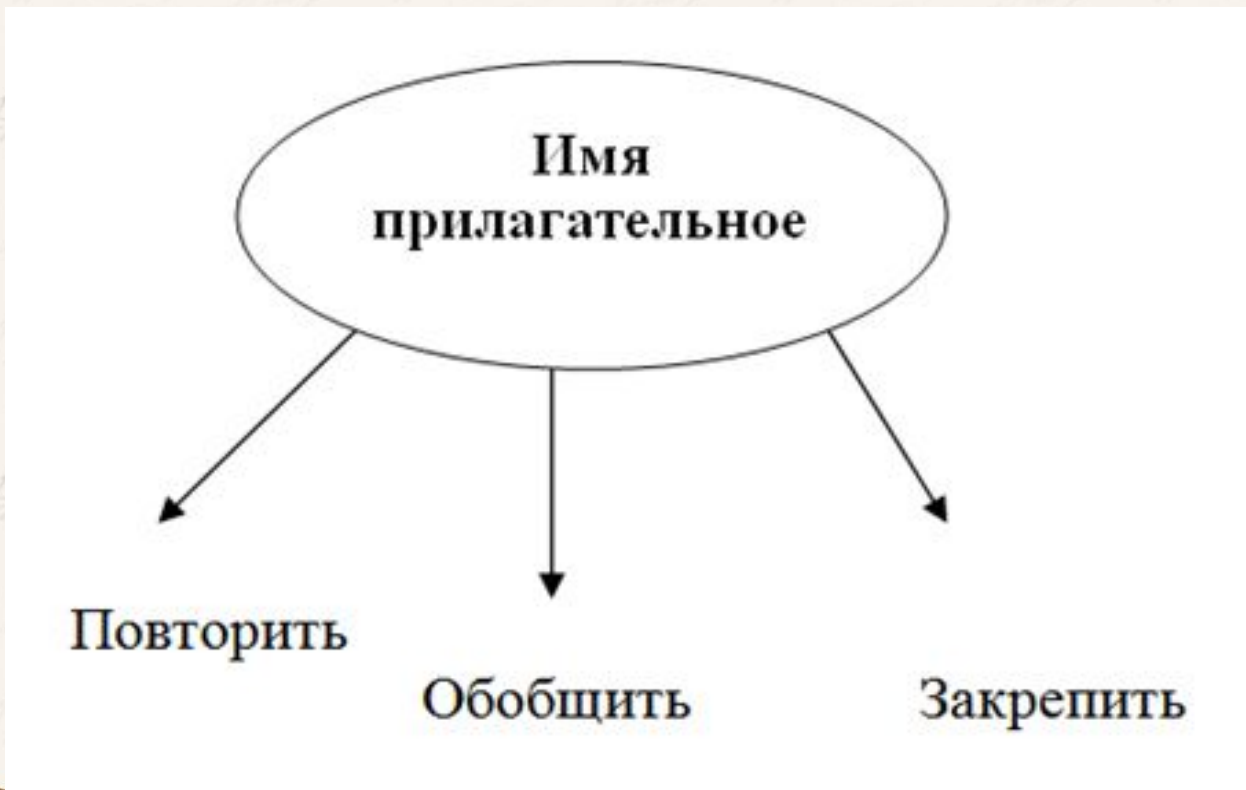 Имя
прилагательное
Повторить
Обобщить
Закрепить